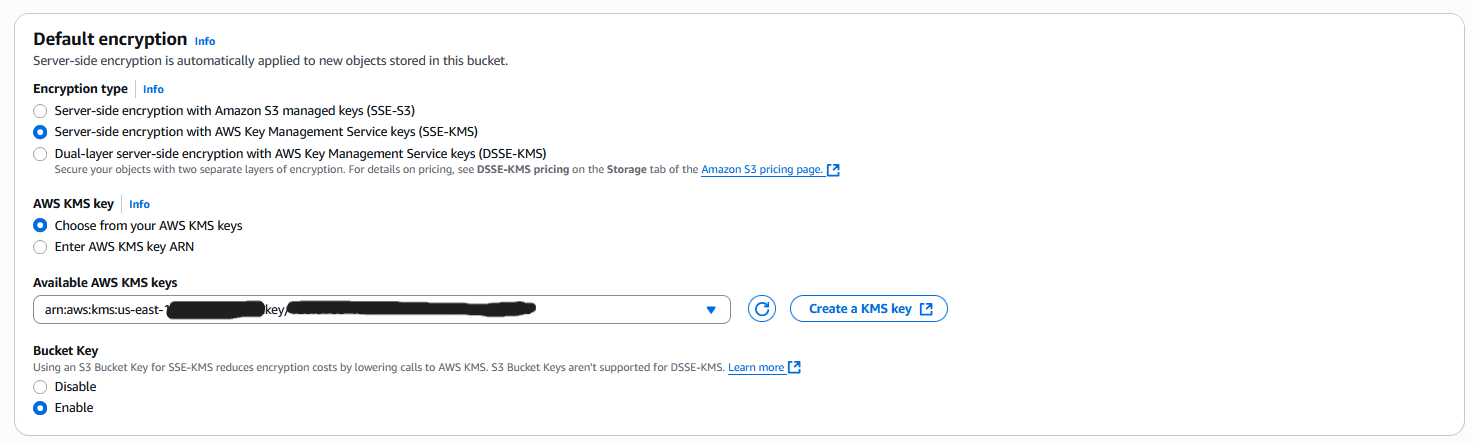 Default encryption Info
Server-side encryption is automatically applied to new objects stored in this bucket.
Encryption type Info
Server-side encryption with Amazon S3 managed keys (SSE-S3)
Server-side encryption with AWS Key Management Service keys (SSE-KMS)
Dual-layer server-side encryption with AWS Key Management Service keys (DSSE-KMS)
Secure your objects with two separate layers of encryption. For details on pricing, see DSSE-KMS pricing on the Storage tab of the Amazon S3 pricing page.
AWS KMS key Info
Choose from your AWS KMS keys
Enter AWS KMS key ARN
Available AWS KMS keys
arn:aws:kms:us-east- key/
Create a KMS key
Bucket Key
Using an S3 Bucket Key for SSE-KMS reduces encryption costs by lowering calls to AWS KMS. S3 Bucket Keys aren't supported for DSSE-KMS. Learn more
Disable
Enable